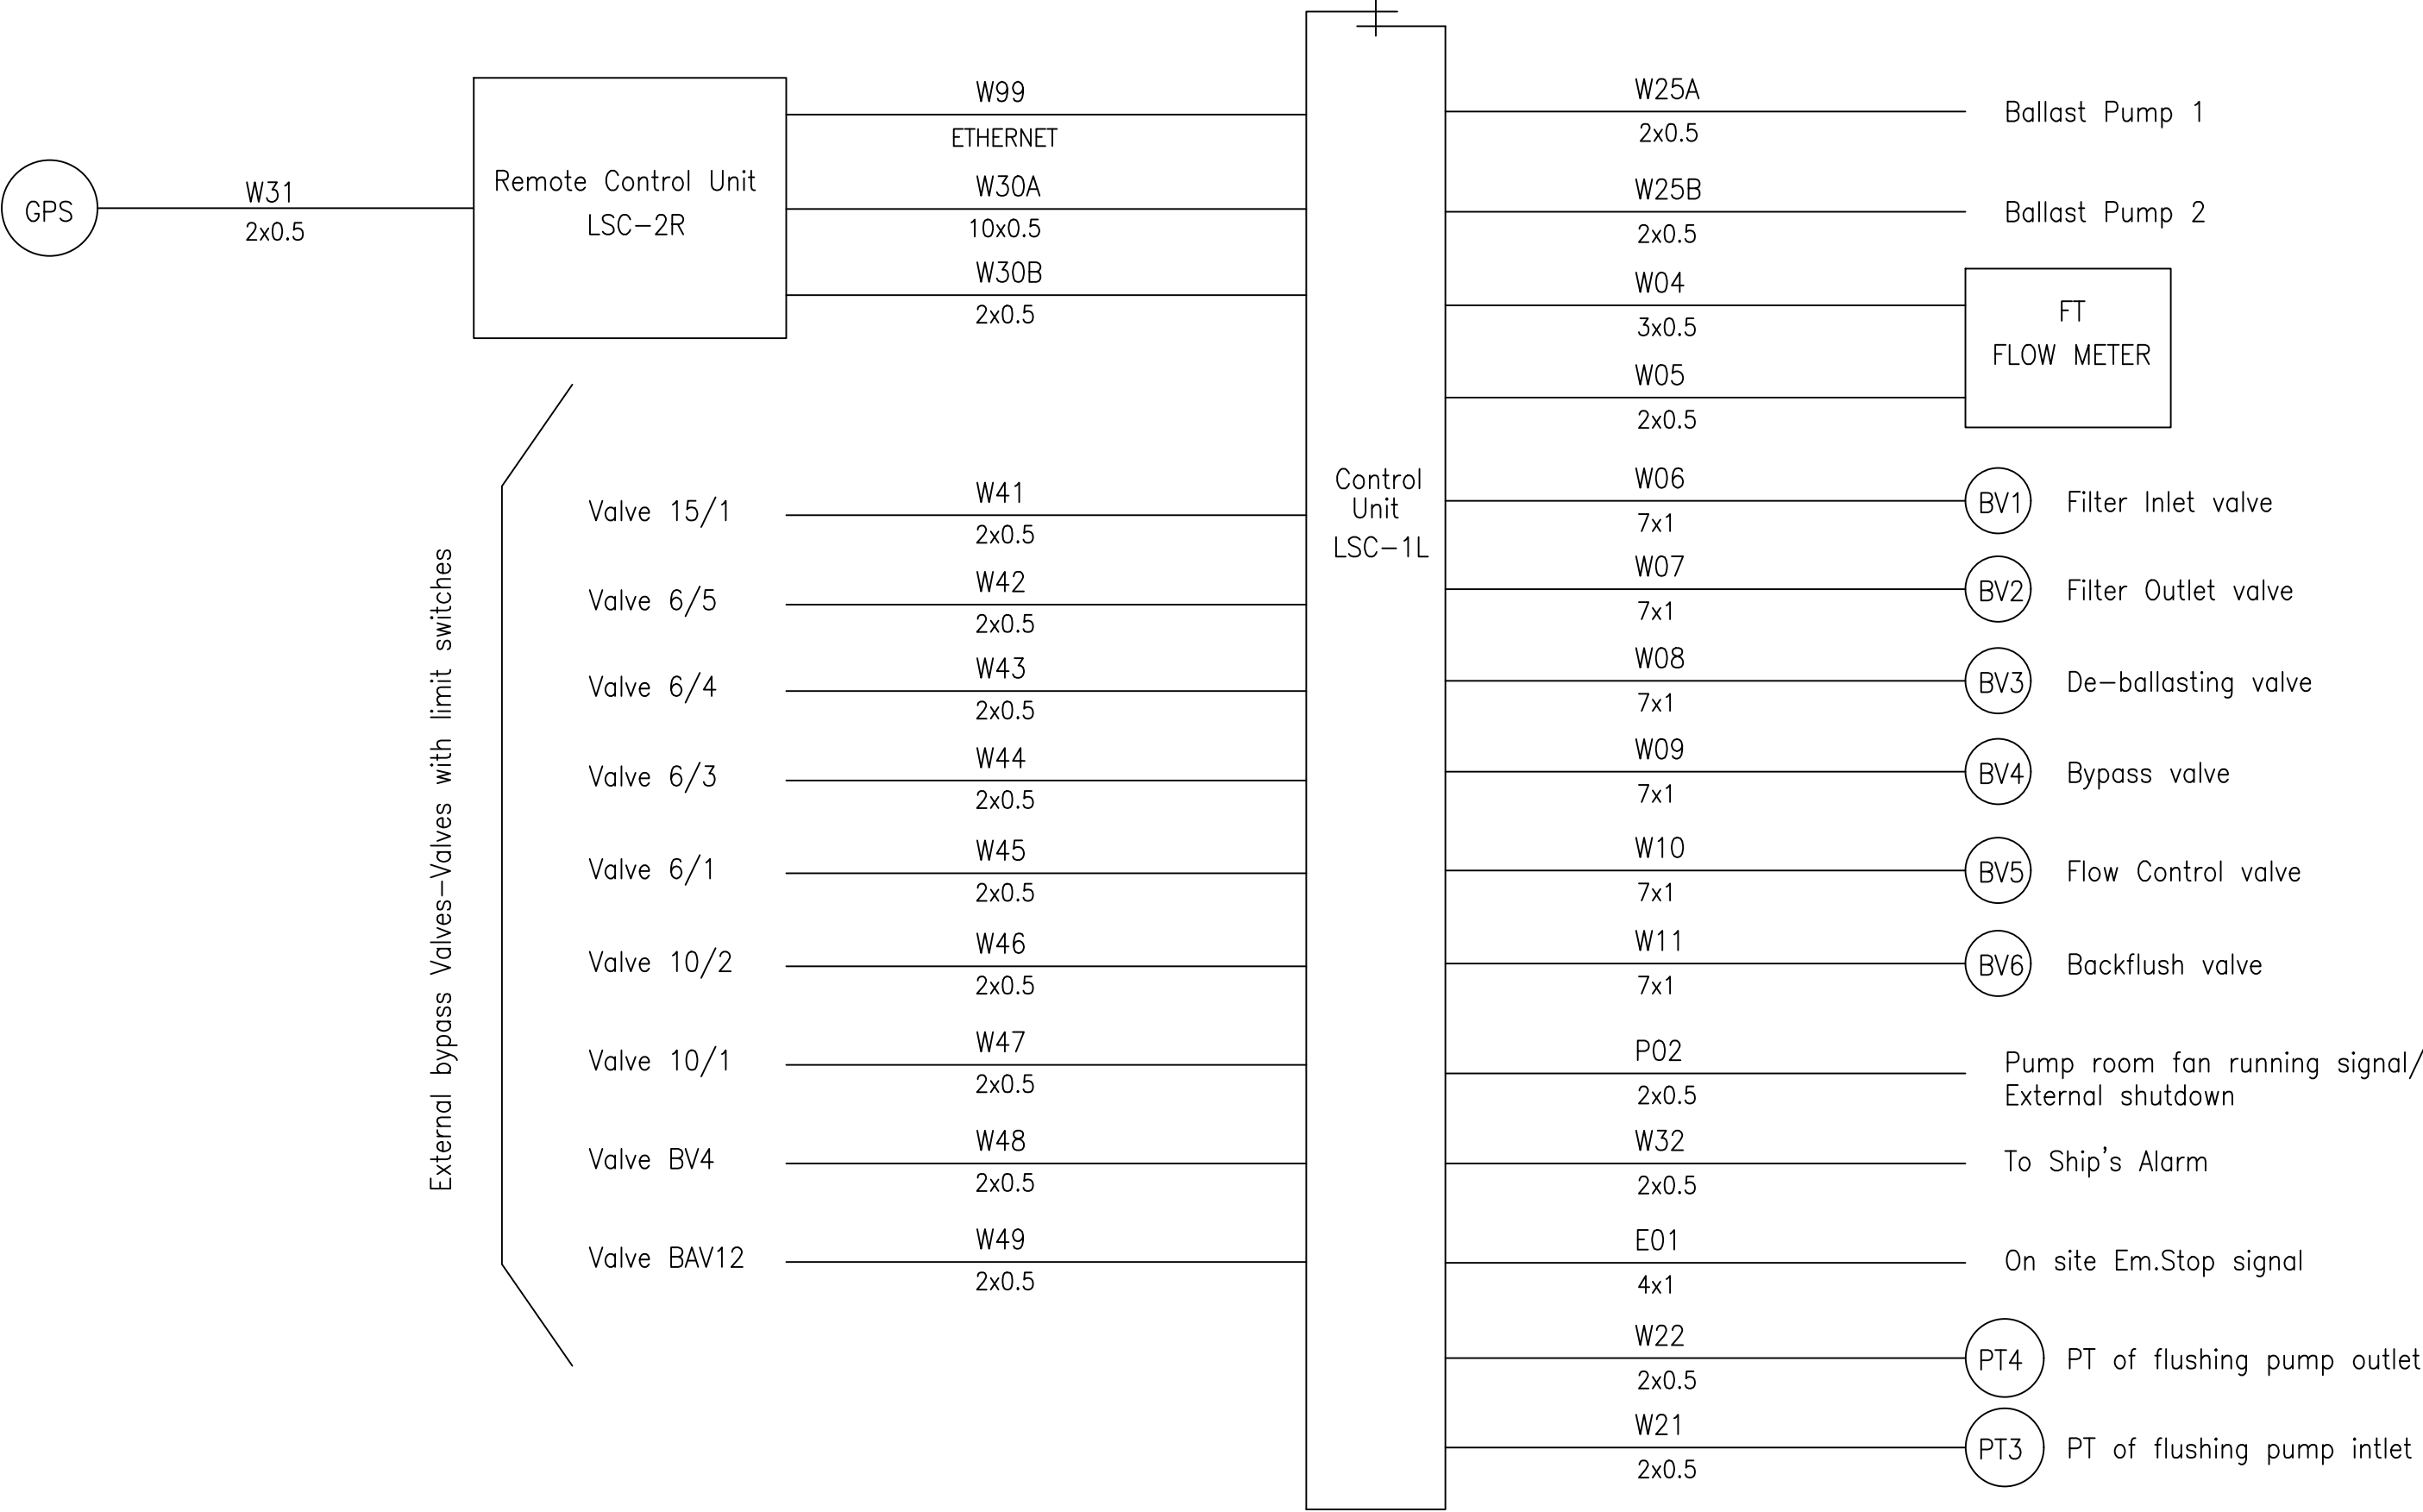 GPS
W31
2x0.5
Remote Control Unit
LSC-2R
W99
ETHERNET
W30A
10x0.5
W30B
2x0.5
External bypass Valves-Valves with limit switches
Valve 15/1
W41
2x0.5
Valve 6/5
W42
2x0.5
Valve 6/4
W43
2x0.5
Valve 6/3
W44
2x0.5
Valve 6/1
W45
2x0.5
Valve 10/2
W46
2x0.5
Valve 10/1
W47
2x0.5
Valve BV4
W48
2x0.5
Valve BAV12
W49
2x0.5
Control
Unit
LSC-1L
W25A
2x0.5
Ballast Pump 1
W25B
2x0.5
Ballast Pump 2
W04
3x0.5
W05
2x0.5
FT
FLOW METER
W06
7x1
BV1 Filter Inlet valve
W07
7x1
BV2 Filter Outlet valve
W08
7x1
BV3 De-ballasting valve
W09
7x1
BV4 Bypass valve
W10
7x1
BV5 Flow Control valve
W11
7x1
BV6 Backflush valve
P02
2x0.5
Pump room fan running signal/
External shutdown
W32
2x0.5
To Ship's Alarm
E01
4x1
On site Em.Stop signal
W22
2x0.5
PT4 PT of flushing pump outlet
W21
2x0.5
PT3 PT of flushing pump intlet